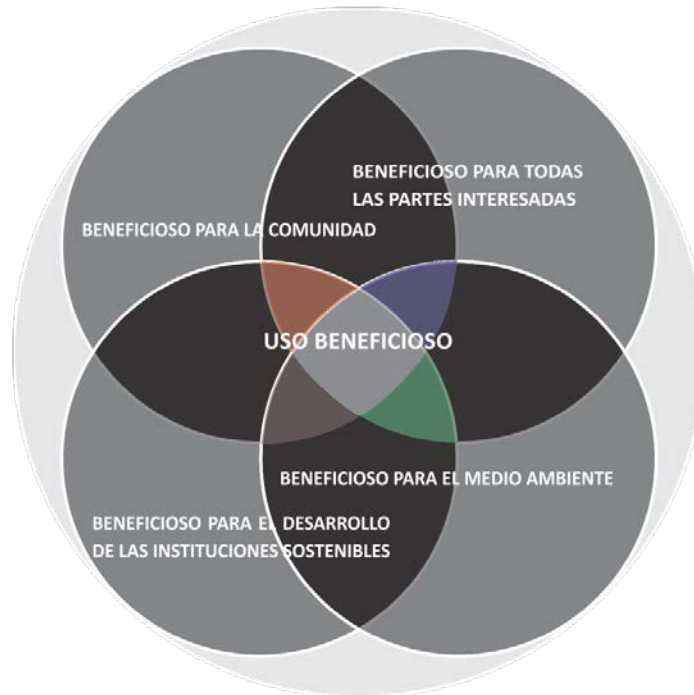 BENEFICIOSO PARA TODAS
LAS PARTES INTERESADAS
BENEFICIOSO PARA LA COMUNIDAD
USO BENEFICIOSO
BENEFICIOSO PARA EL MEDIO AMBIENTE
BENEFICIOSO PARA EL DESARROLLO
DE LAS INSTITUCIONES SOSTENIBLES